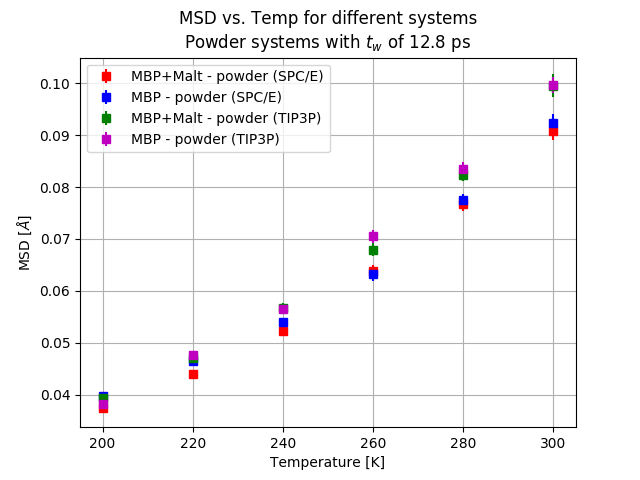 MSD vs. Temp for different systems
Powder systems with t_w of 12.8 ps
MBP+Malt - powder (SPC/E)
MBP - powder (SPC/E)
MBP+Malt - powder (TIP3P)
MBP - powder (TIP3P)
MSD [Å]
0.10
0.09
0.08
0.07
0.06
0.05
0.04
200 220 240 260 280 300
Temperature [K]